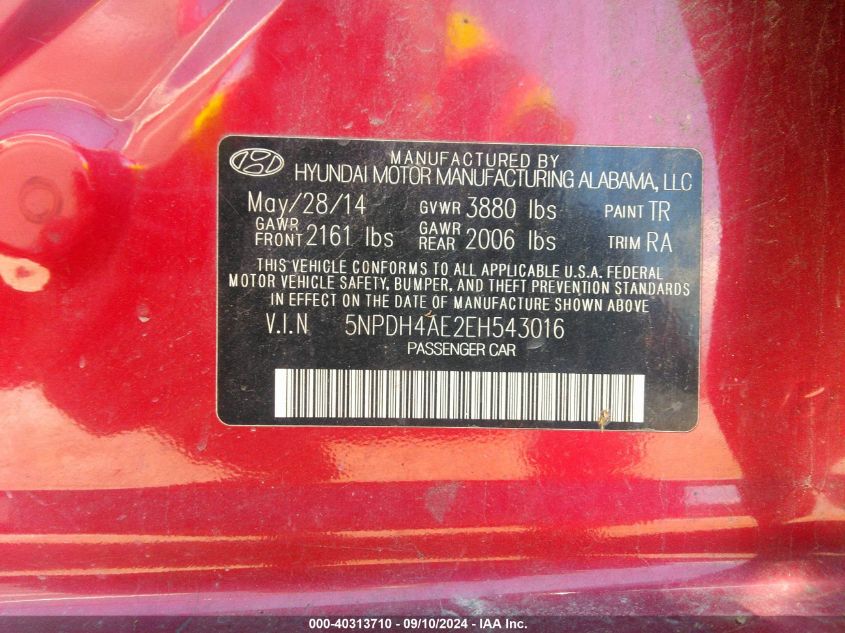 MANUFACTURED BY
HYUNDAI MOTOR MANUFACTURING ALABAMA, LLC
May/28/14 GVWR 3880 lbs PAINT TR
GAWR FRONT 2161 lbs GAWR REAR 2006 lbs TRIM RA
THIS VEHICLE CONFORMS TO ALL APPLICABLE U.S.A. FEDERAL
MOTOR VEHICLE SAFETY, BUMPER, AND THEFT PREVENTION STANDARDS
IN EFFECT ON THE DATE OF MANUFACTURE SHOWN ABOVE
V.I.N 5NPDH4AE2EH543016
PASSENGER CAR
000-40313710 - 09/10/2024 - IAA Inc.